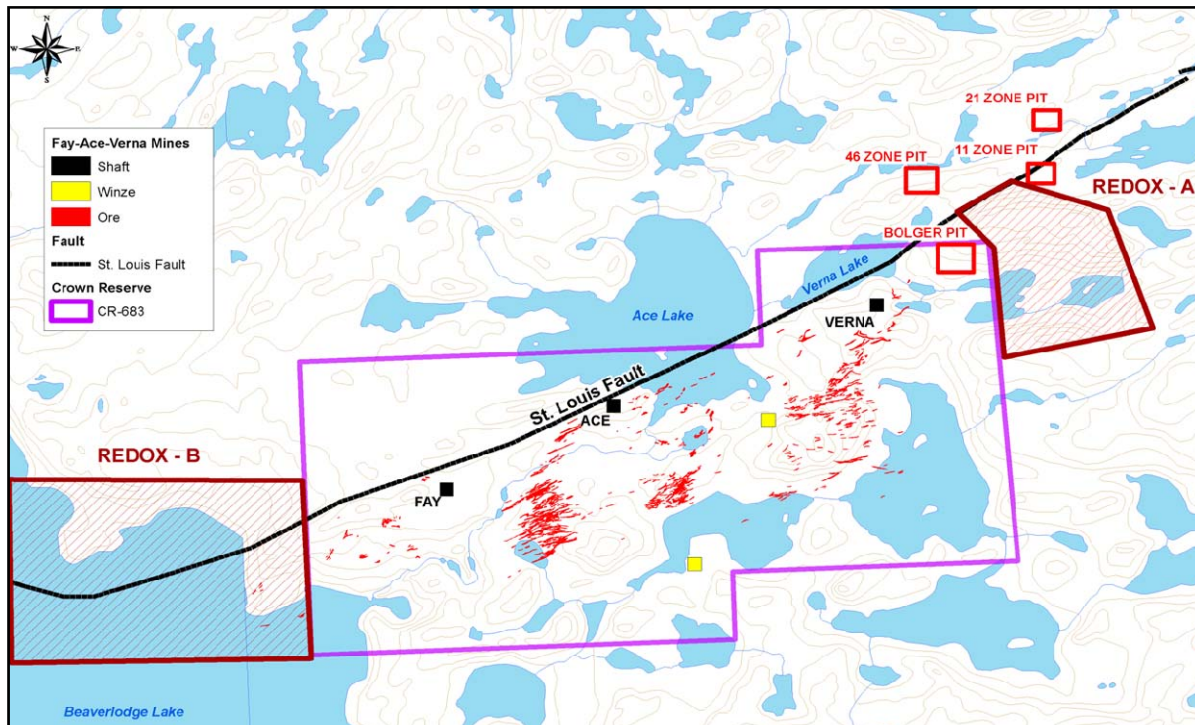 N
W E
S
Fay-Ace-Verna Mines
Shaft
Winze
Ore
Fault
St. Louis Fault
Crown Reserve
CR-683
21 ZONE PIT
11 ZONE PIT
46 ZONE PIT
REDOX - A
BOLGER PIT
Verna Lake
VERNA
Ace Lake
St. Louis Fault
ACE
REDOX - B
FAY
Beaverlodge Lake